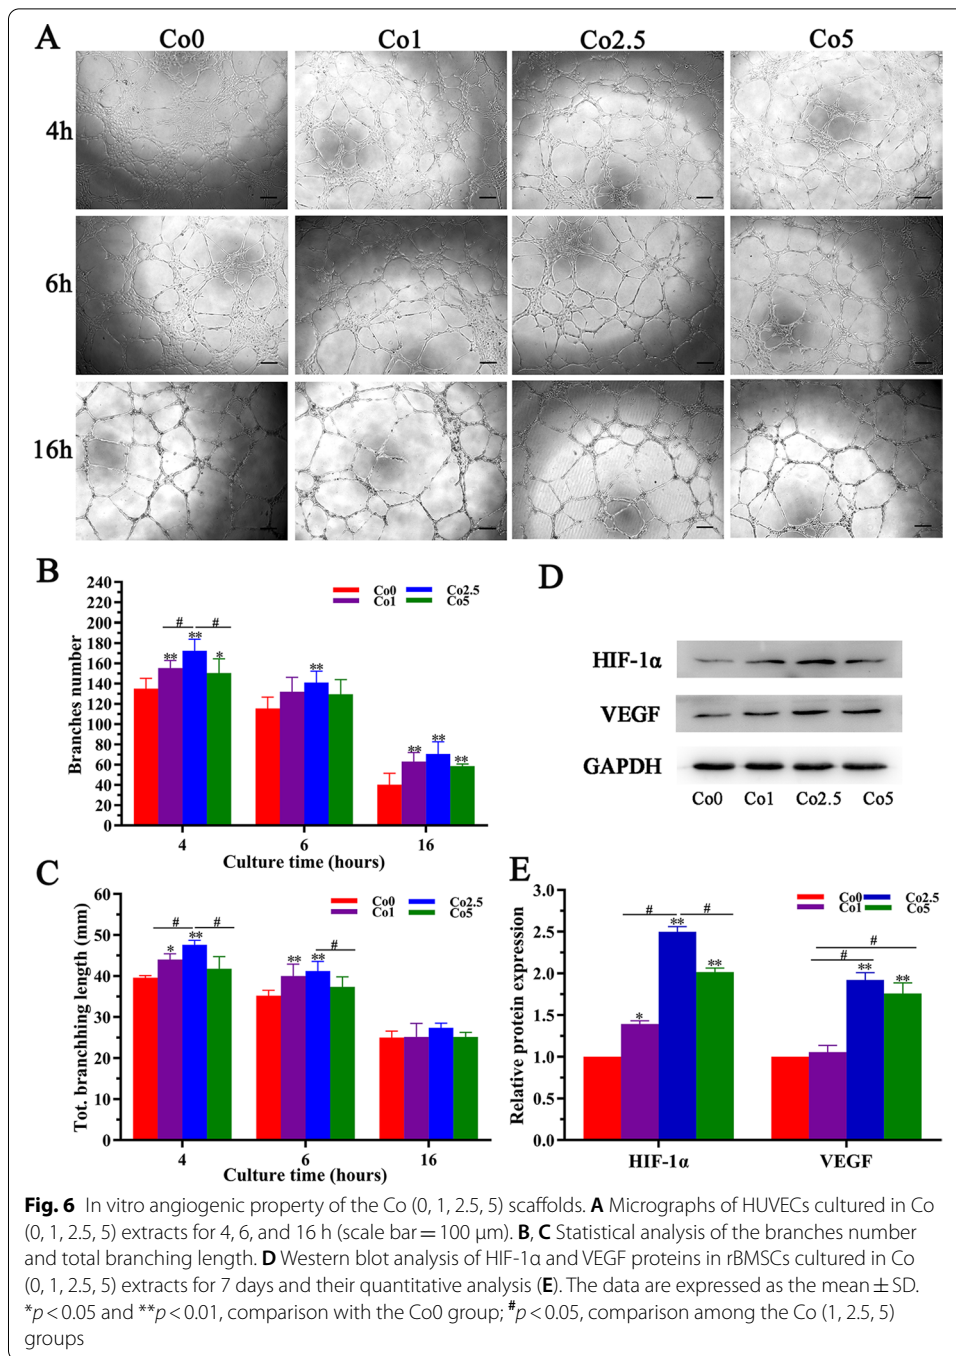 A
Co0 Co1 Co2.5 Co5
4h
6h
16h
B
Co0 Co2.5
Co1 Co5
240
220
200
180
160
140
120
100
80
60
40
20
0
Branches number
** # ** # *
**
** ** **
4 6 16
Culture time (hours)
C
Co0 Co2.5
Co1 Co5
60
50
40
30
20
10
0
Tot. branchhing length (mm)
# #
* **
#
** **
4 6 16
Culture time (hours)
D
HIF-1α
VEGF
GAPDH
Co0 Co1 Co2.5 Co5
E
Co0 Co2.5
Co1 Co5
3.0
2.5
2.0
1.5
1.0
0.5
0.0
Relative protein expression
# #
* ** **
#
#
** **
HIF-1α VEGF
Fig. 6 In vitro angiogenic property of the Co (0, 1, 2.5, 5) scaffolds. A Micrographs of HUVECs cultured in Co
(0, 1, 2.5, 5) extracts for 4, 6, and 16 h (scale bar = 100 μm). B, C Statistical analysis of the branches number
and total branching length. D Western blot analysis of HIF-1α and VEGF proteins in rBMSCs cultured in Co
(0, 1, 2.5, 5) extracts for 7 days and their quantitative analysis (E). The data are expressed as the mean ± SD.
*p < 0.05 and **p < 0.01, comparison with the Co0 group; #p < 0.05, comparison among the Co (1, 2.5, 5)
groups